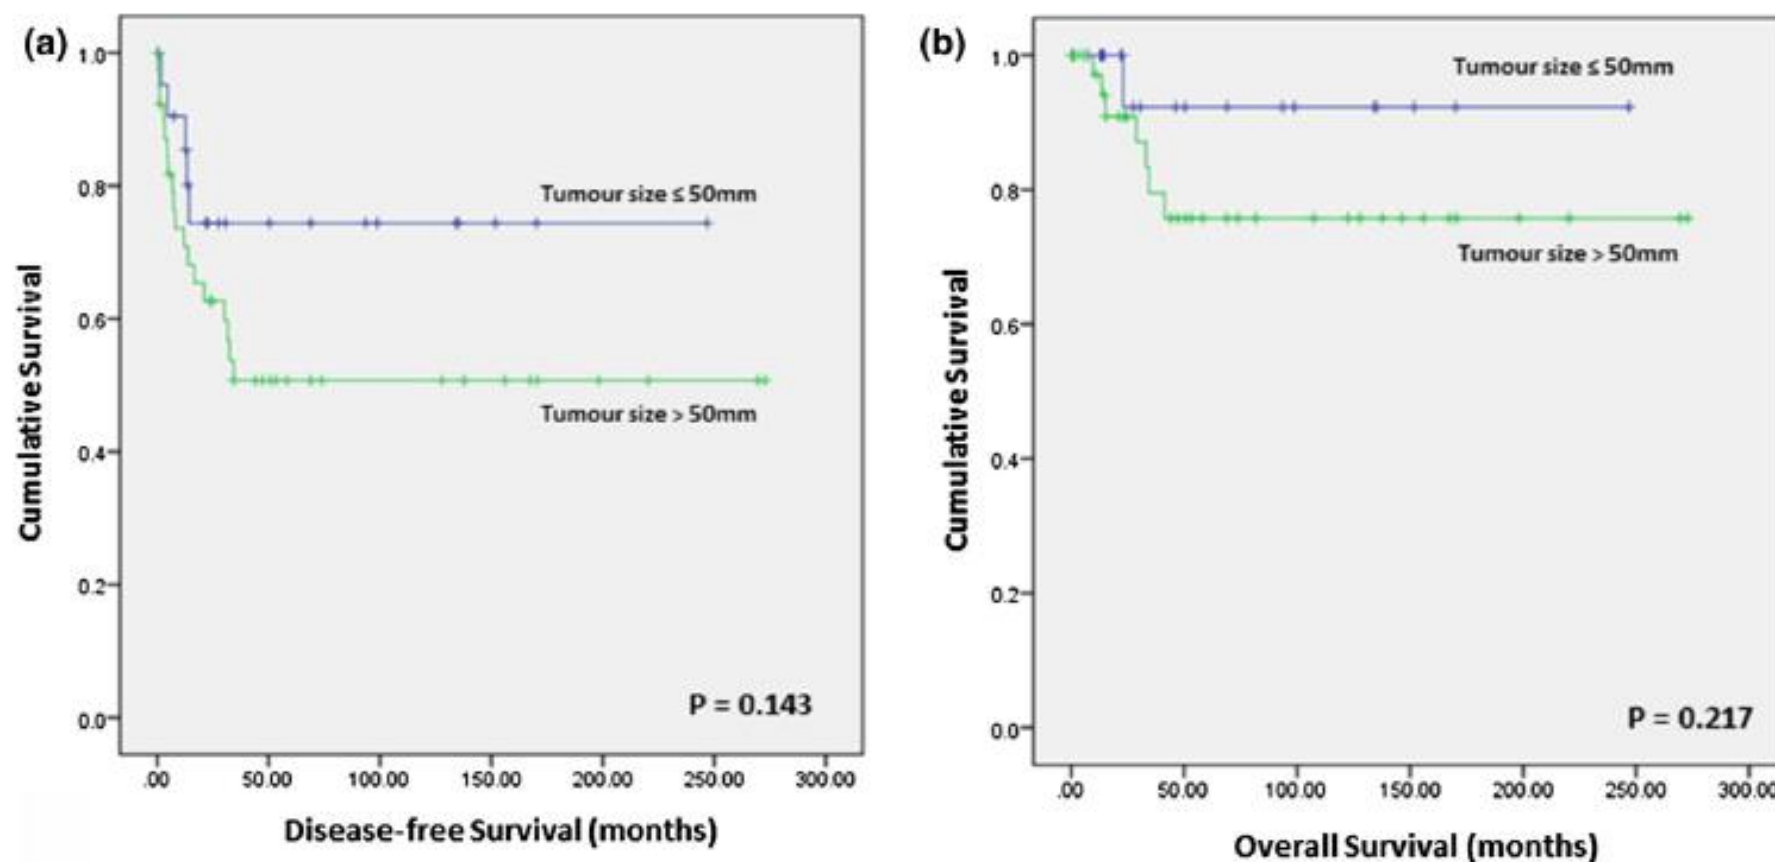 (a)
1.0
0.8
0.6
0.4
0.2
0.0
Cumulative Survival
Tumour size ≤ 50mm
Tumour size > 50mm
P = 0.143
.00 50.00 100.00 150.00 200.00 250.00 300.00
Disease-free Survival (months)
(b)
1.0
0.8
0.6
0.4
0.2
0.0
Cumulative Survival
Tumour size ≤ 50mm
Tumour size > 50mm
P = 0.217
.00 50.00 100.00 150.00 200.00 250.00 300.00
Overall Survival (months)